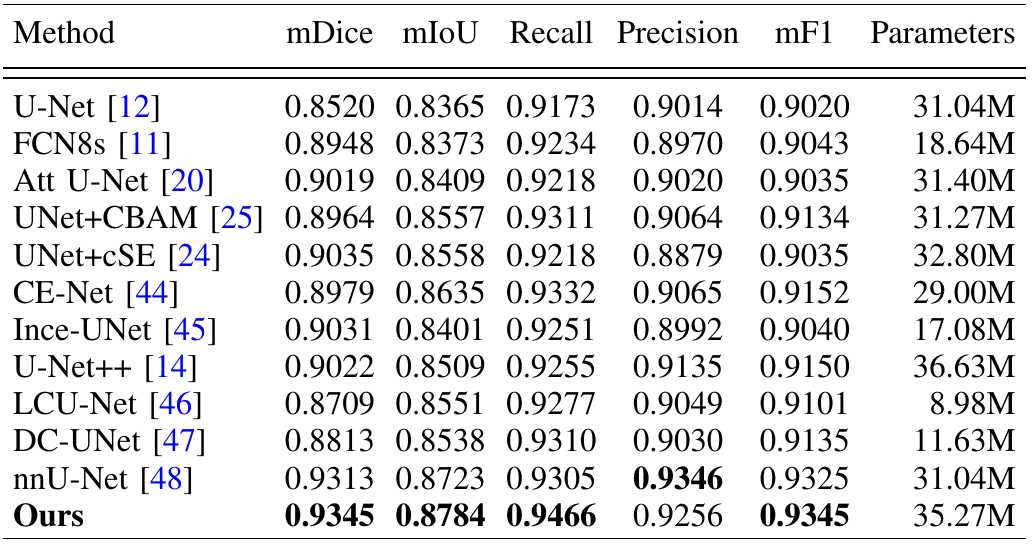 Method mDice mIoU Recall Precision mF1 Parameters
U-Net [12] 0.8520 0.8365 0.9173 0.9014 0.9020 31.04M
FCN8s [11] 0.8948 0.8373 0.9234 0.8970 0.9043 18.64M
Att U-Net [20] 0.9019 0.8409 0.9218 0.9020 0.9035 31.40M
UNet+CBAM [25] 0.8964 0.8557 0.9311 0.9064 0.9134 31.27M
UNet+cSE [24] 0.9035 0.8558 0.9218 0.8879 0.9035 32.80M
CE-Net [44] 0.8979 0.8635 0.9332 0.9065 0.9152 29.00M
Ince-UNet [45] 0.9031 0.8401 0.9251 0.8992 0.9040 17.08M
U-Net++ [14] 0.9022 0.8509 0.9255 0.9135 0.9150 36.63M
LCU-Net [46] 0.8709 0.8551 0.9277 0.9049 0.9101 8.98M
DC-UNet [47] 0.8813 0.8538 0.9310 0.9030 0.9135 11.63M
nnU-Net [48] 0.9313 0.8723 0.9305 0.9346 0.9325 31.04M
Ours 0.9345 0.8784 0.9466 0.9256 0.9345 35.27M